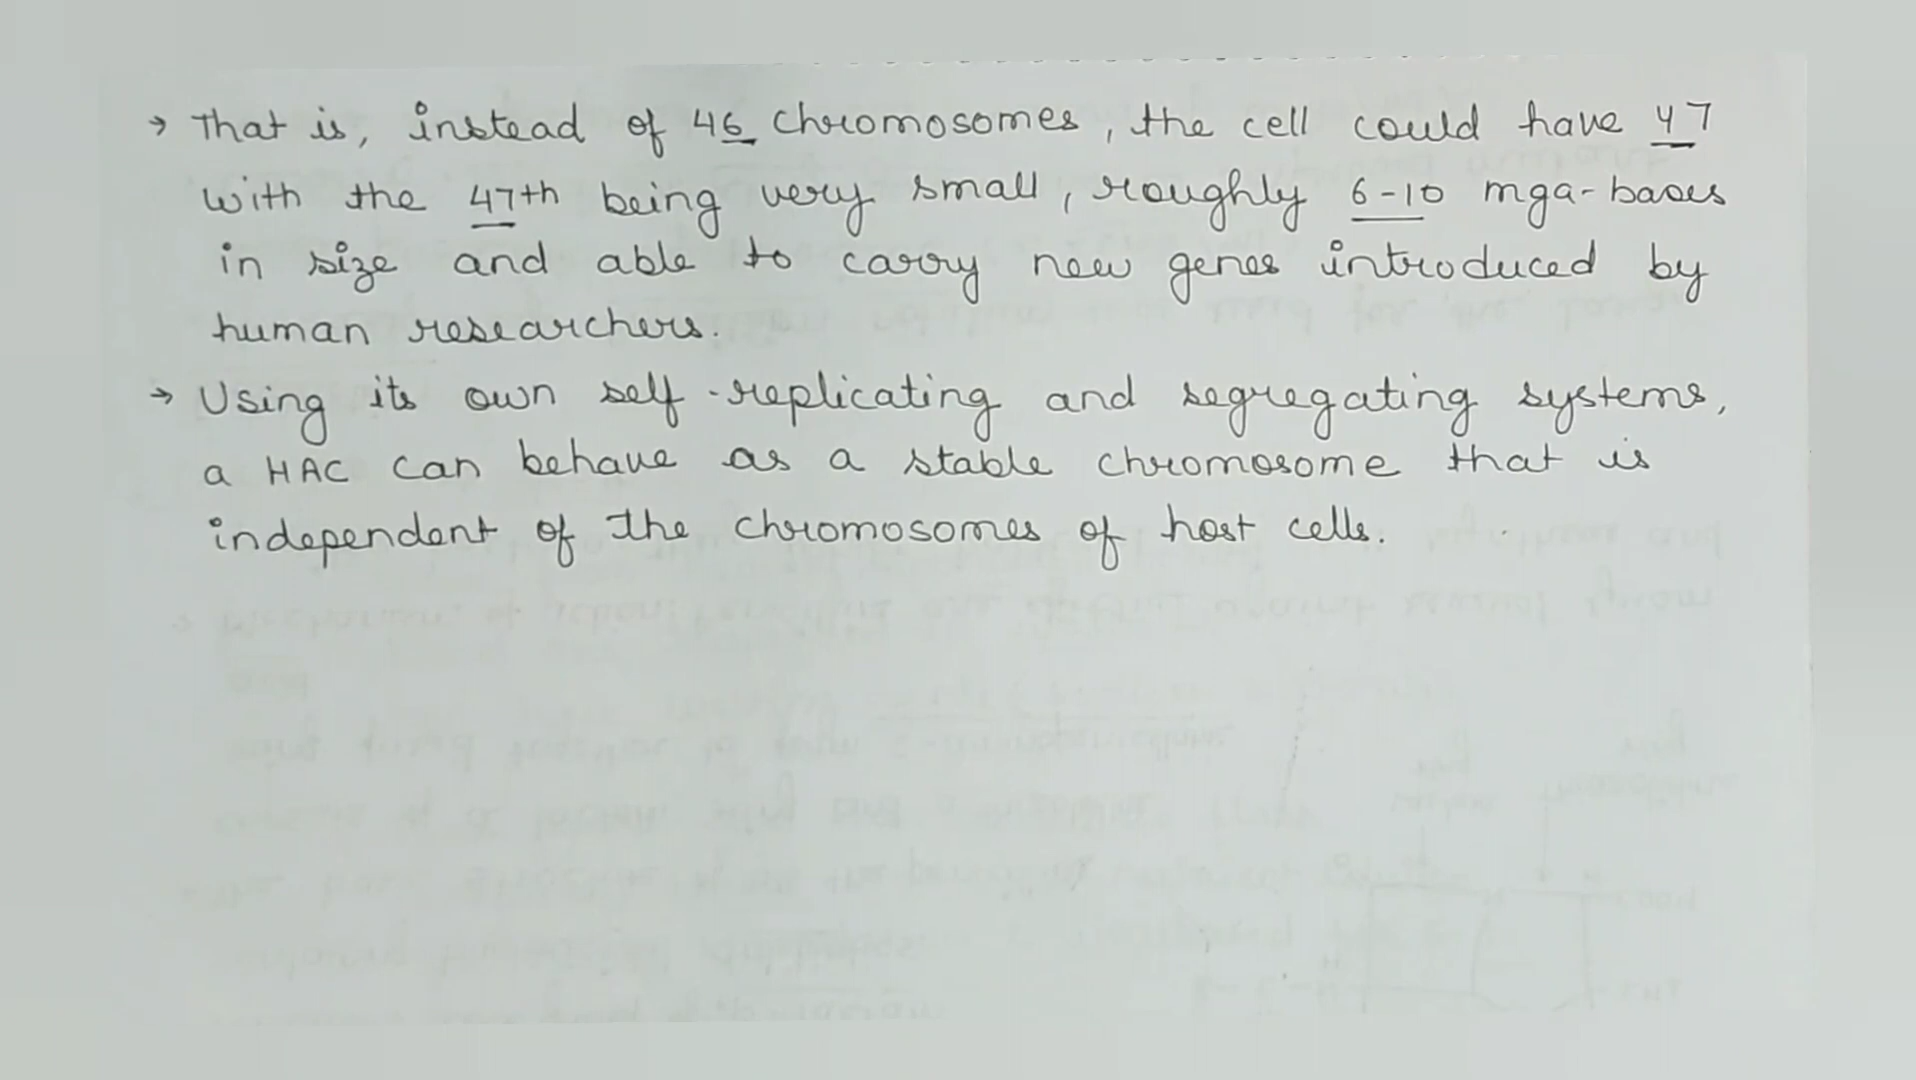 → That is, instead of 46 chromosomes, the cell could have 47
with the 47th being very small, roughly 6-10 mga-bases
in size and able to carry new genes introduced by
human researchers.
→ Using its own self-replicating and segregating systems,
a HAC can behave as a stable chromosome that is
independent of the chromosomes of host cells.